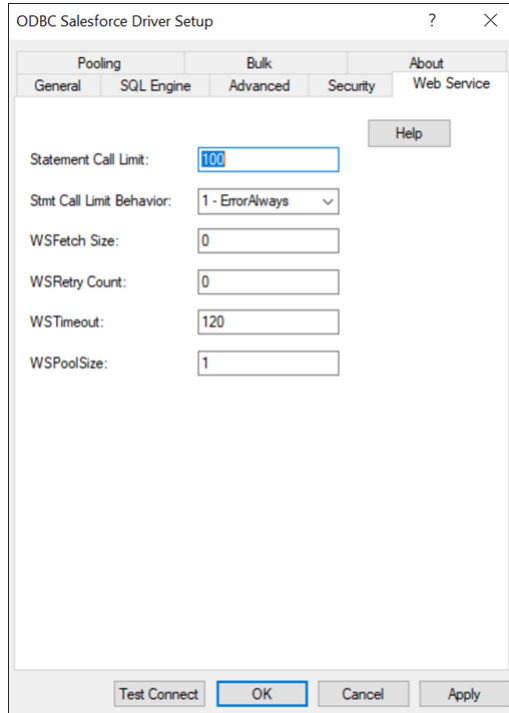 ODBC Salesforce Driver Setup
?
Pooling Bulk About
General SQL Engine Advanced Security Web Service
Help
Statement Call Limit: 100
Stmt Call Limit Behavior: 1 - ErrorAlways
WSFetch Size: 0
WSRetry Count: 0
WSTimeout: 120
WSPoolSize: 1
Test Connect OK Cancel Apply